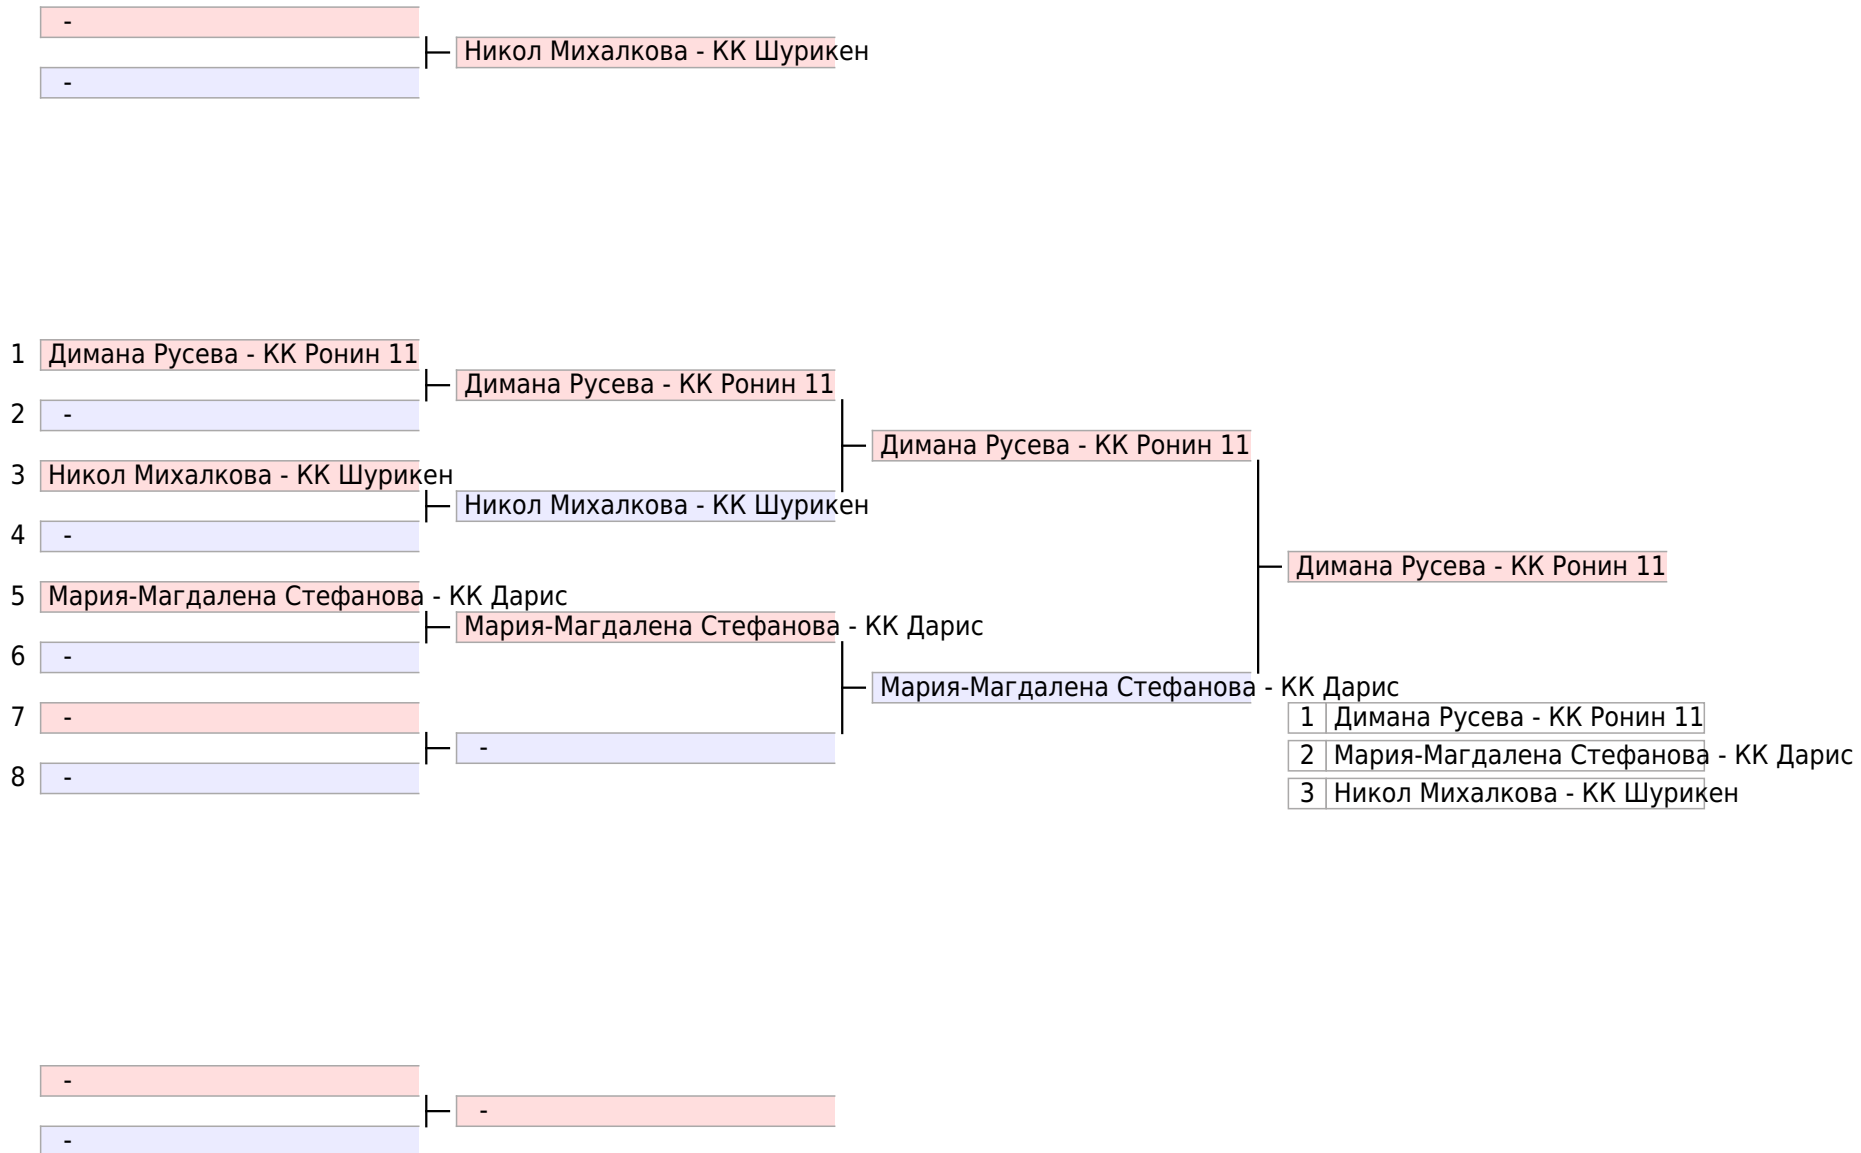 -
Никол Михалкова - КК Шурикен
-
1 Димана Русева - КК Ронин 11
Димана Русева - КК Ронин 11
2 -
Димана Русева - КК Ронин 11
3 Никол Михалкова - КК Шурикен
Никол Михалкова - КК Шурикен
4 -
Димана Русева - КК Ронин 11
5 Мария-Магдалена Стефанова - КК Дарис
Мария-Магдалена Стефанова - КК Дарис
6 -
Мария-Магдалена Стефанова - КК Дарис
7 -
-
8 -
1 Димана Русева - КК Ронин 11
2 Мария-Магдалена Стефанова - КК Дарис
3 Никол Михалкова - КК Шурикен
-
-
-